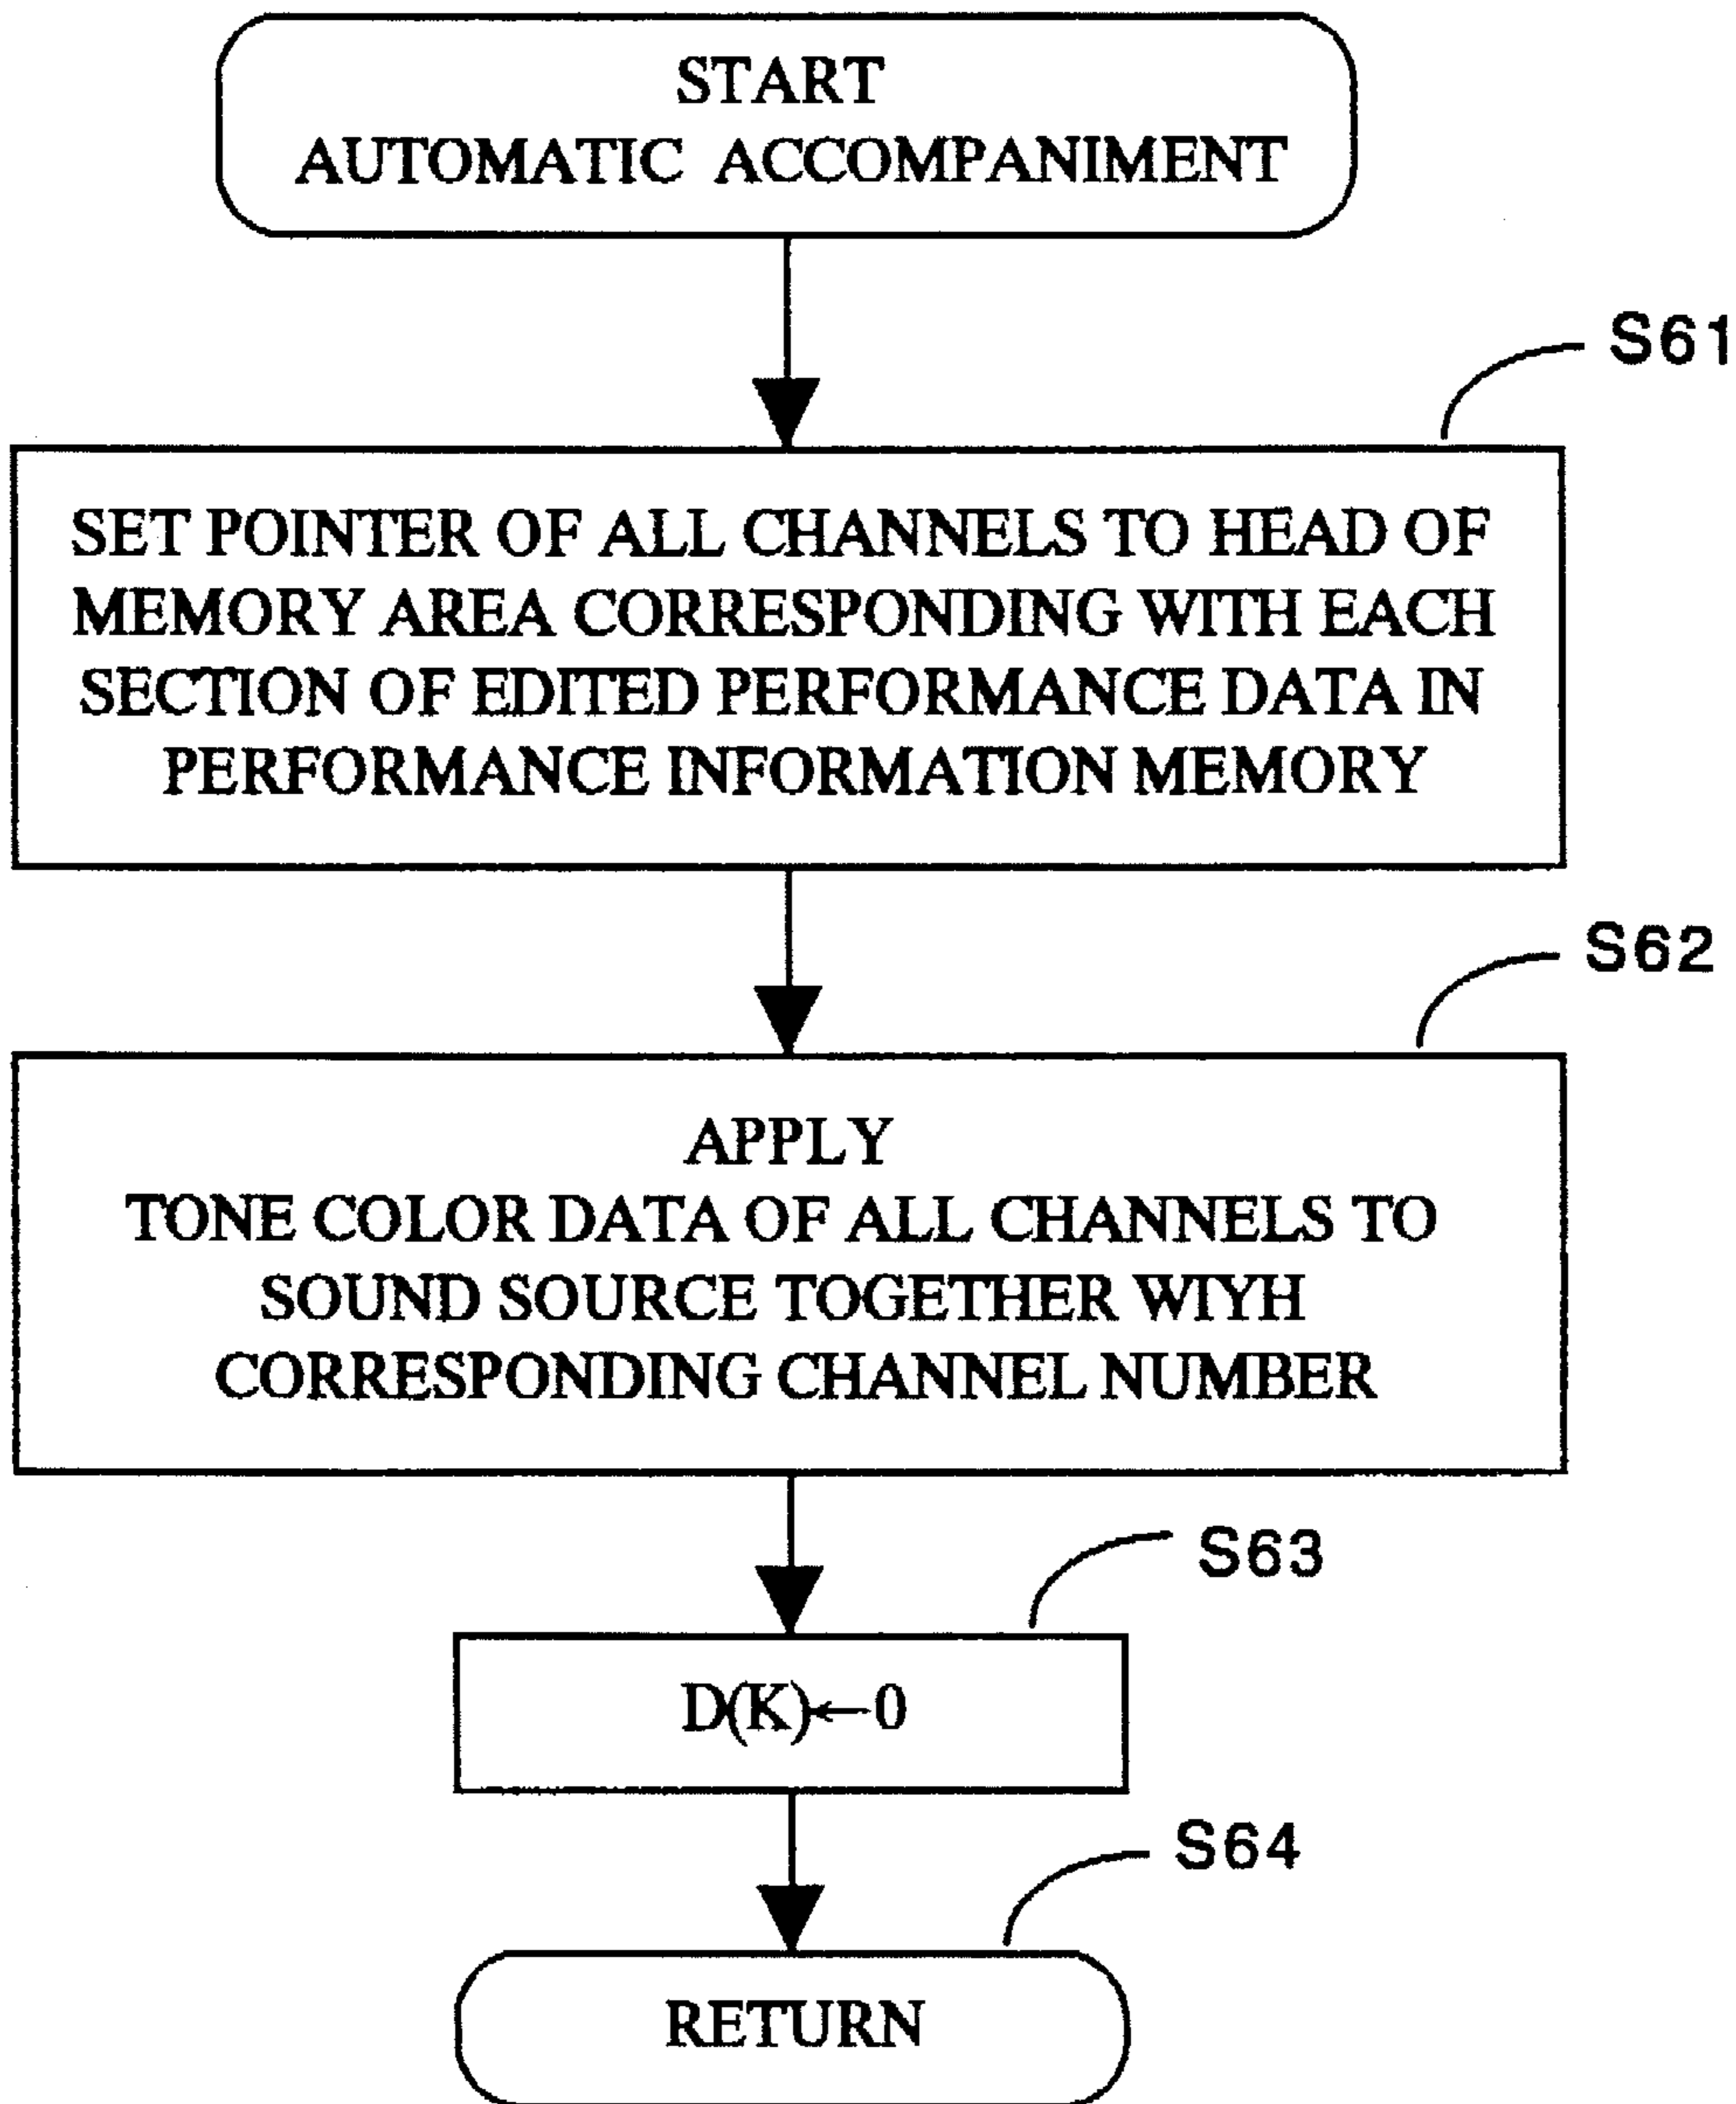 START
AUTOMATIC ACCOMPANIMENT
S61
SET POINTER OF ALL CHANNELS TO HEAD OF
MEMORY AREA CORRESPONDING WITH EACH
SECTION OF EDITED PERFORMANCE DATA IN
PERFORMANCE INFORMATION MEMORY
S62
APPLY
TONE COLOR DATA OF ALL CHANNELS TO
SOUND SOURCE TOGETHER WIYH
CORRESPONDING CHANNEL NUMBER
S63
D(K)←0
S64
RETURN